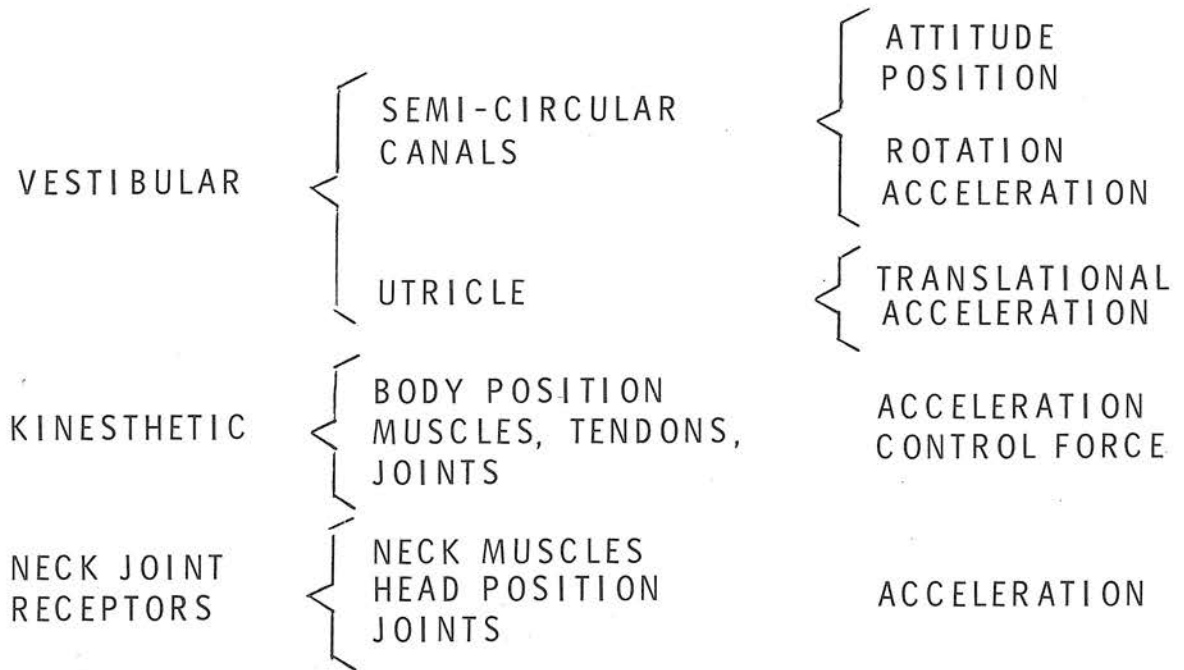 VESTIBULAR
SEMI-CIRCULAR
CANALS
ATTITUDE
POSITION
ROTATION
ACCELERATION
UTRICLE
TRANSLATIONAL
ACCELERATION
KINESTHETIC
BODY POSITION
MUSCLES, TENDONS,
JOINTS
ACCELERATION
CONTROL FORCE
NECK JOINT
RECEPTORS
NECK MUSCLES
HEAD POSITION
JOINTS
ACCELERATION